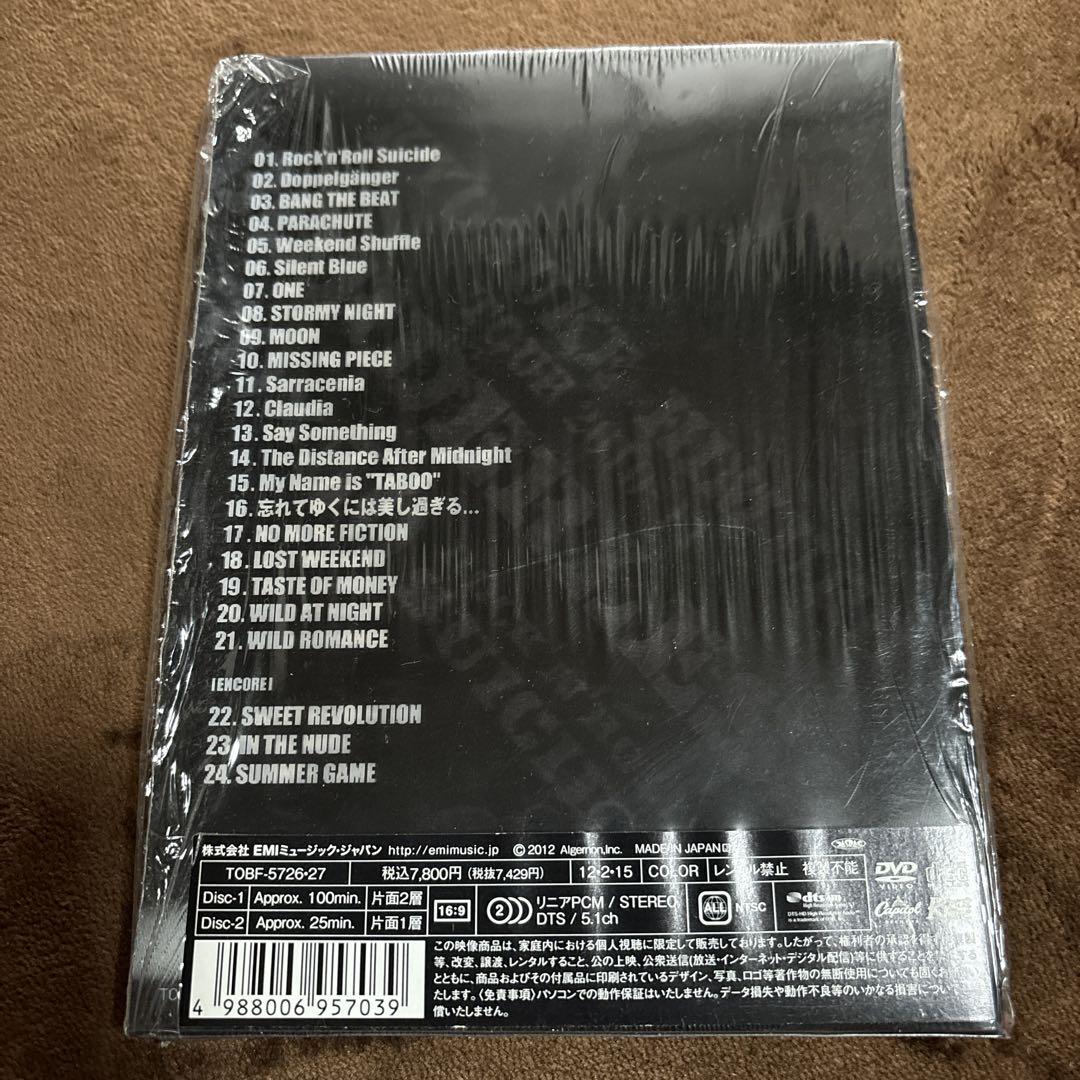 01. Rock'n'Roll Suicide
02. Doppelgänger
03. BANG THE BEAT
04. PARACHUTE
05. Weekend Shuffle
06. Silent Blue
07. ONE
08. STORMY NIGHT
09. MOON
10. MISSING PIECE
11. Sarracenia
12. Claudia
13. Say Something
14. The Distance After Midnight
15. My Name is "TABOO"
16. 忘れてゆくには美し過ぎる...
17. NO MORE FICTION
18. LOST WEEKEND
19. TASTE OF MONEY
20. WILD AT NIGHT
21. WILD ROMANCE
[ENCORE]
22. SWEET REVOLUTION
23. IN THE NUDE
24. SUMMER GAME
株式会社 EMIミュージック・ジャパン http://emimusic.jp Ⓒ2012 Algernon,Inc. MADE IN JAPAN
TOBF-5726・27 税込7,800円(税抜7,429円) 12・2・15 COLOR レンタル禁止 複製不能 DVD VIDEO
Disc-1 Approx. 100min. 片面2層
Disc-2 Approx. 25min. 片面1層
16:9 2 リニアPCM / STEREO DTS / 5.1ch ALL NTSC dts Capitol
この映像商品は、家庭内における個人視聴に限定して販売しております。したがって、権利者の承認を得ず
等、改変、譲渡、レンタルすること、公の上映、公衆送信(放送・インターネット・デジタル配信)等に供することを
とともに、商品およびその付属品に印刷されているデザイン、写真、ロゴ等著作物の無断使用についても固く
たします。〈免責事項〉パソコンでの動作保証はいたしません。データ損失や動作不良等のいかなる損害について
償いたしません。
4 988006 957039